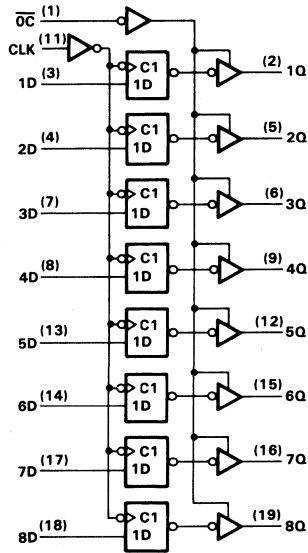 OC (1)
CLK (11)
C1 (2)
1D (3) 1D 1Q
C1 (5)
2D (4) 1D 2Q
C1 (6)
3D (7) 1D 3Q
C1 (9)
4D (8) 1D 4Q
C1 (12)
5D (13) 1D 5Q
C1 (15)
6D (14) 1D 6Q
C1 (16)
7D (17) 1D 7Q
C1 (19)
8D (18) 1D 8Q